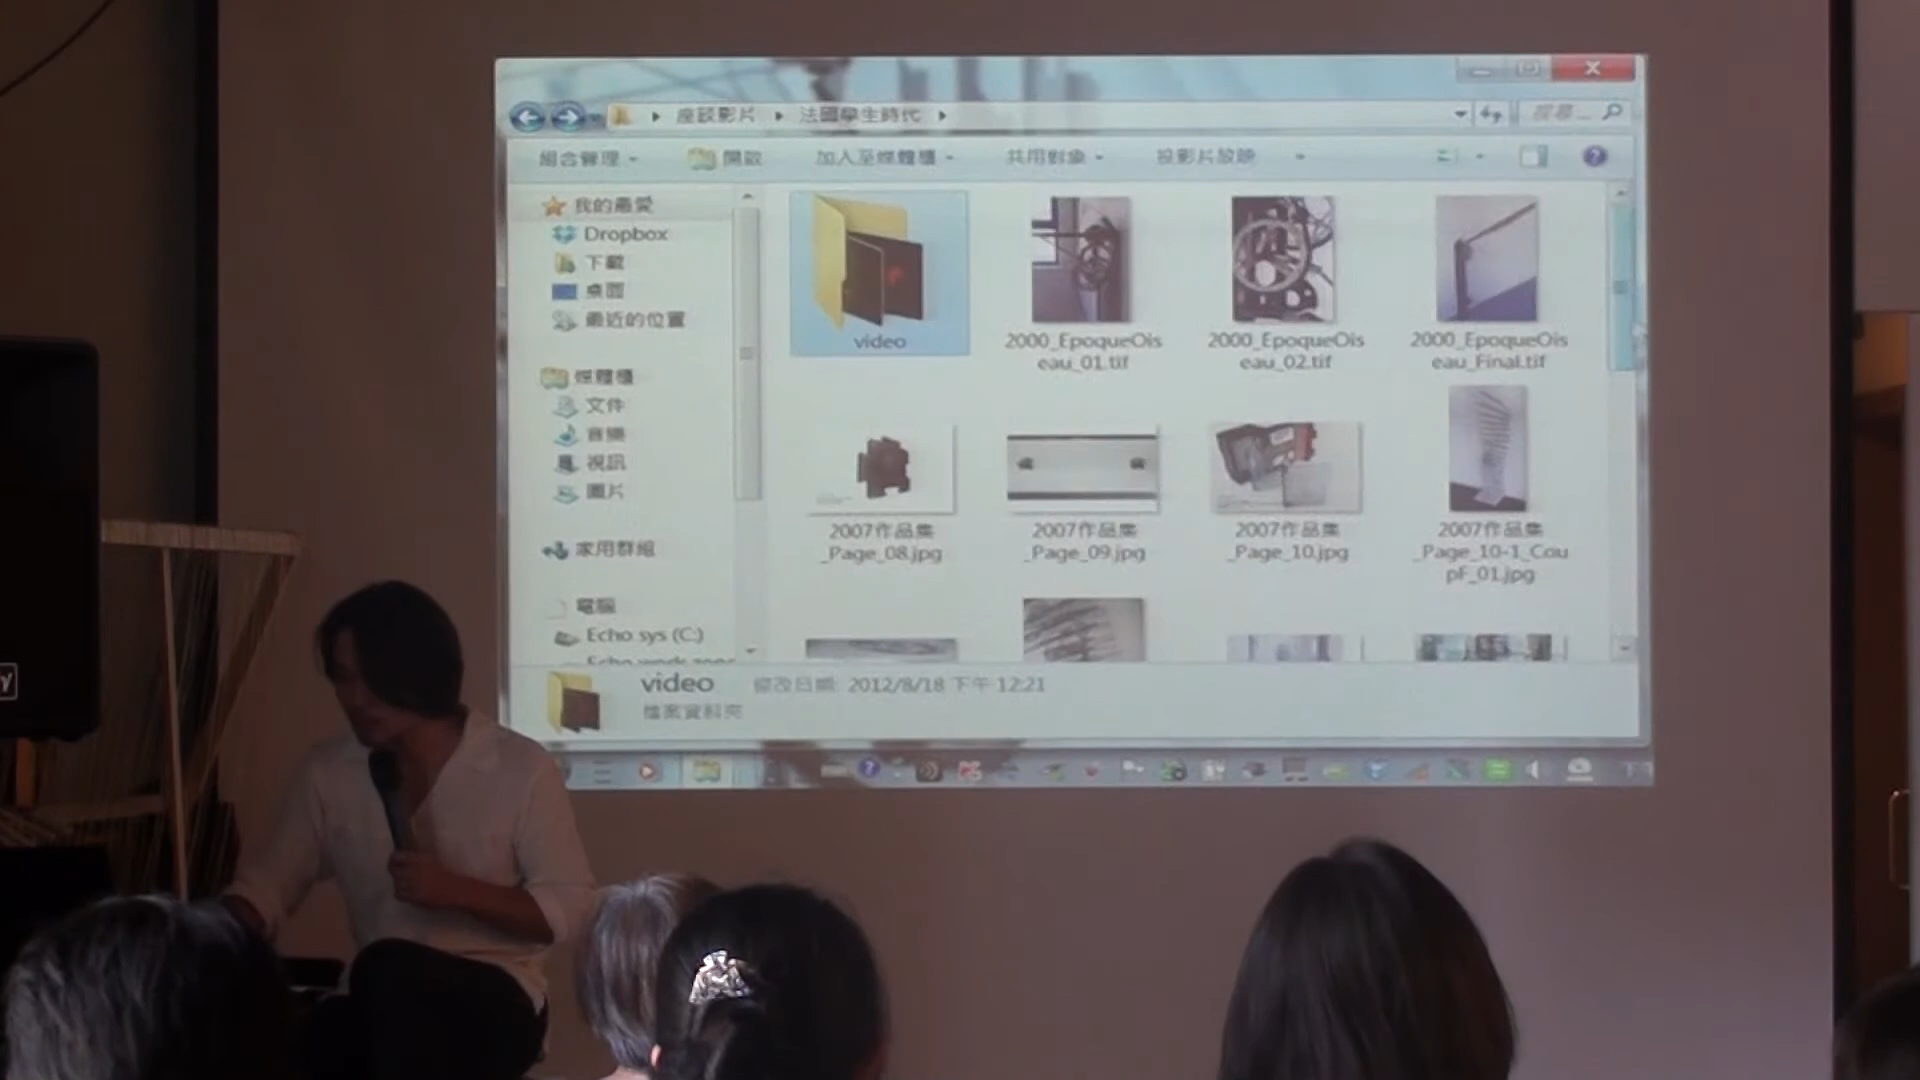 座談影片 ▸ 法國學生時代
搜尋...
組合管理 開啟 加入至媒體櫃 共用對象 投影片放映
我的最愛
Dropbox
下載
桌面
最近的位置
媒體櫃
文件
音樂
視訊
圖片
家用群組
電腦
Echo sys (C:)
video
2000_EpoqueOis
eau_01.tif
2000_EpoqueOis
eau_02.tif
2000_EpoqueOis
eau_Final.tif
2007作品集
_Page_08.jpg
2007作品集
_Page_09.jpg
2007作品集
_Page_10.jpg
2007作品集
_Page_10-1_Cou
pF_01.jpg
video 修改日期: 2012/8/18 下午 12:21
檔案資料夾